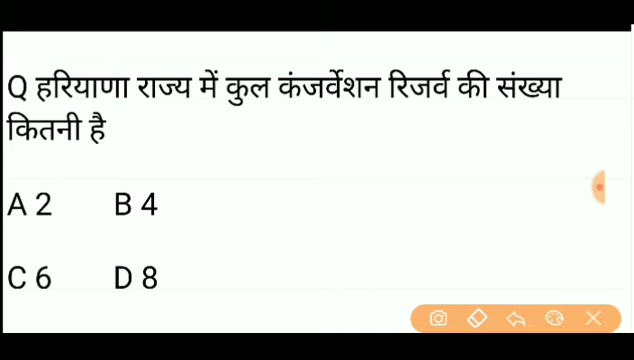 Q हरियाणा राज्य में कुल कंजर्वेशन रिजर्व की संख्या
कितनी है
A 2 B 4
C 6 D 8